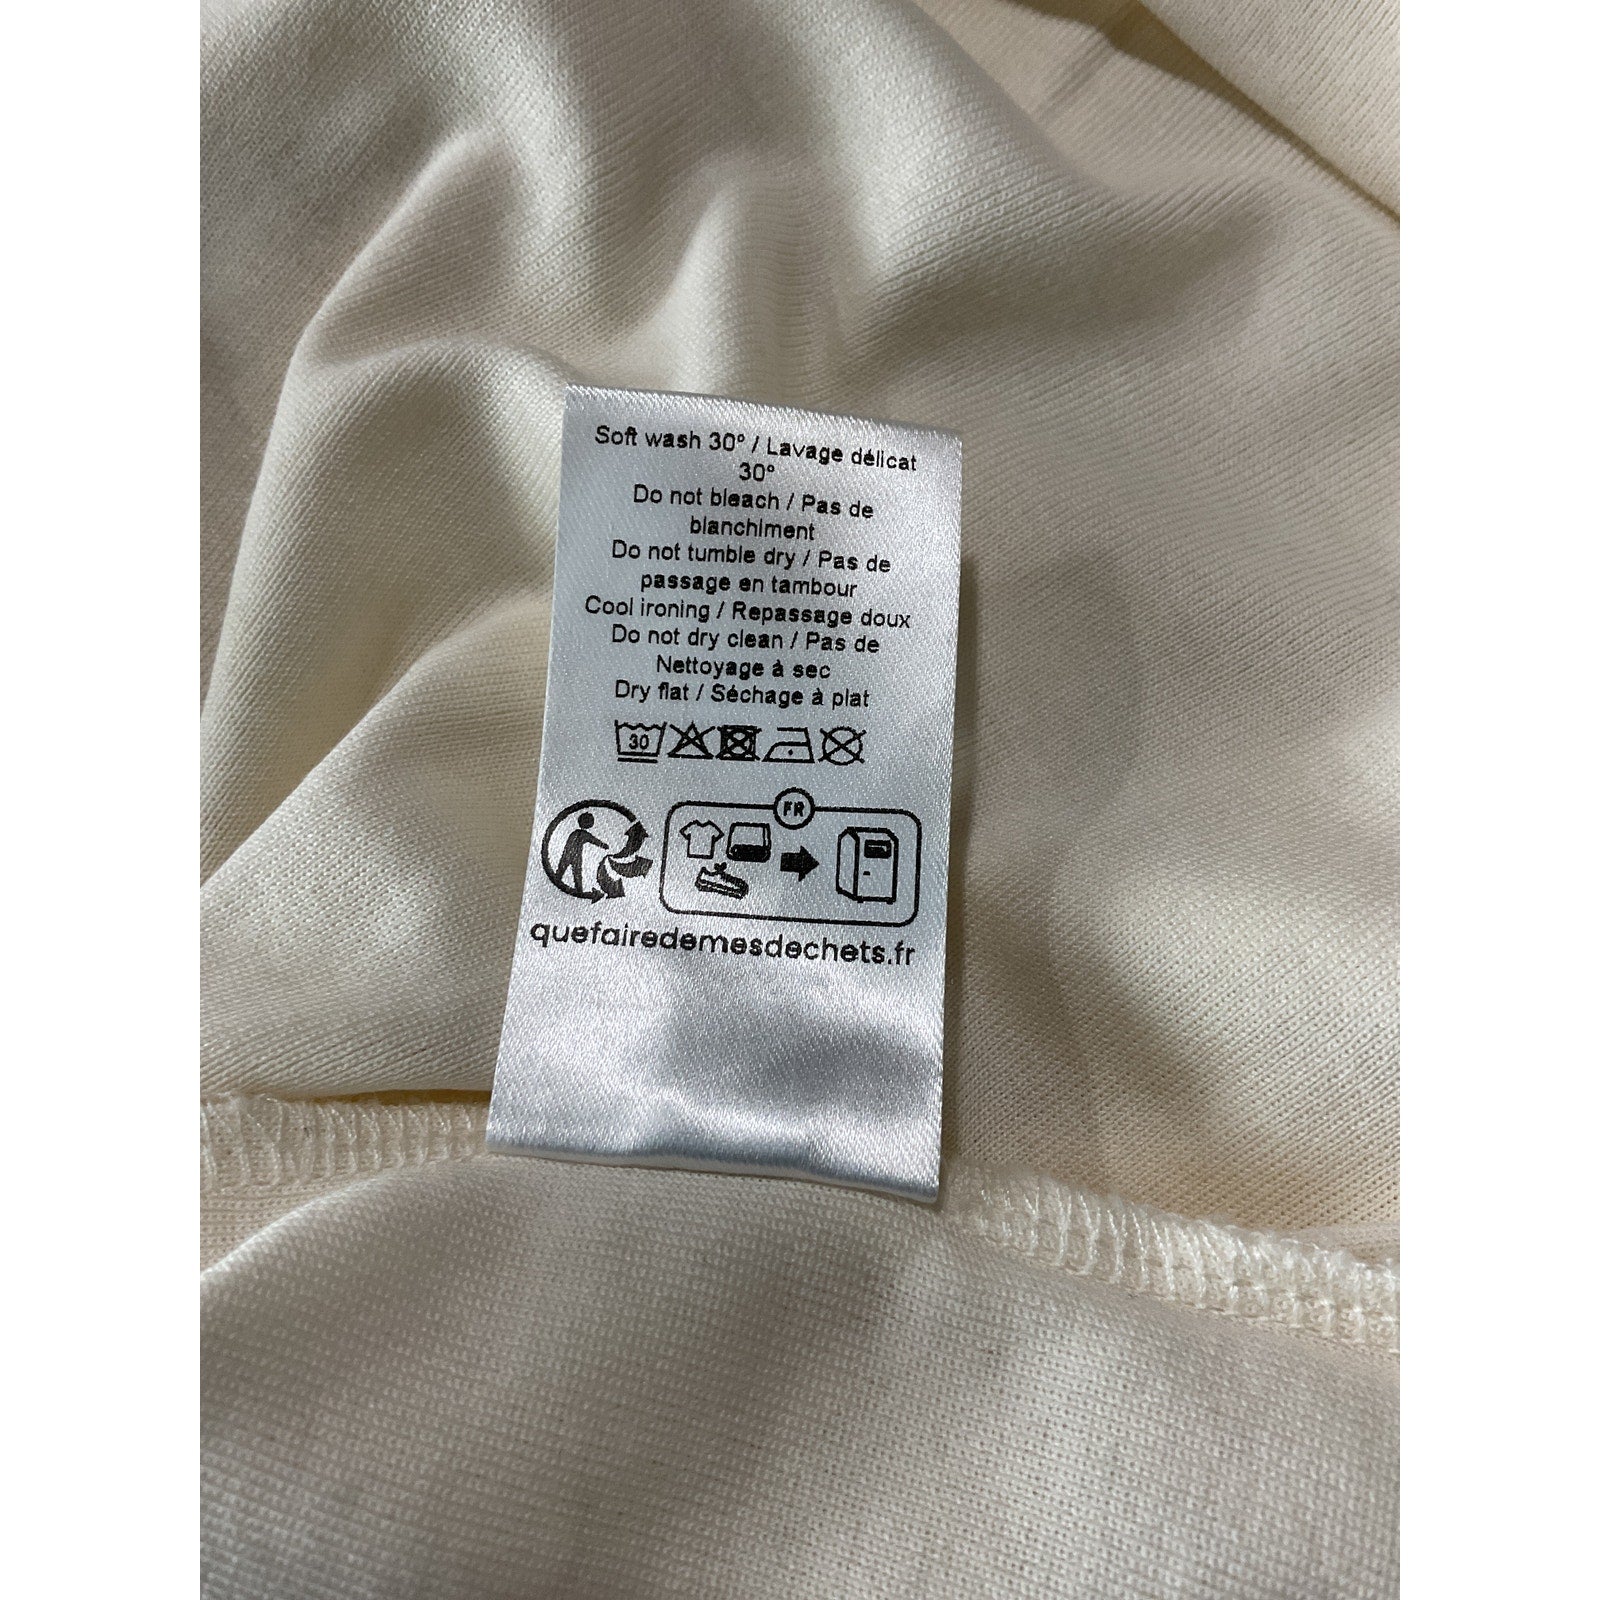 Soft wash 30° / Lavage délicat
30°
Do not bleach / Pas de
blanchiment
Do not tumble dry / Pas de
passage en tambour
Cool ironing / Repassage doux
Do not dry clean / Pas de
Nettoyage à sec
Dry flat / Séchage à plat
30
FR
quefairedemesdechets.fr